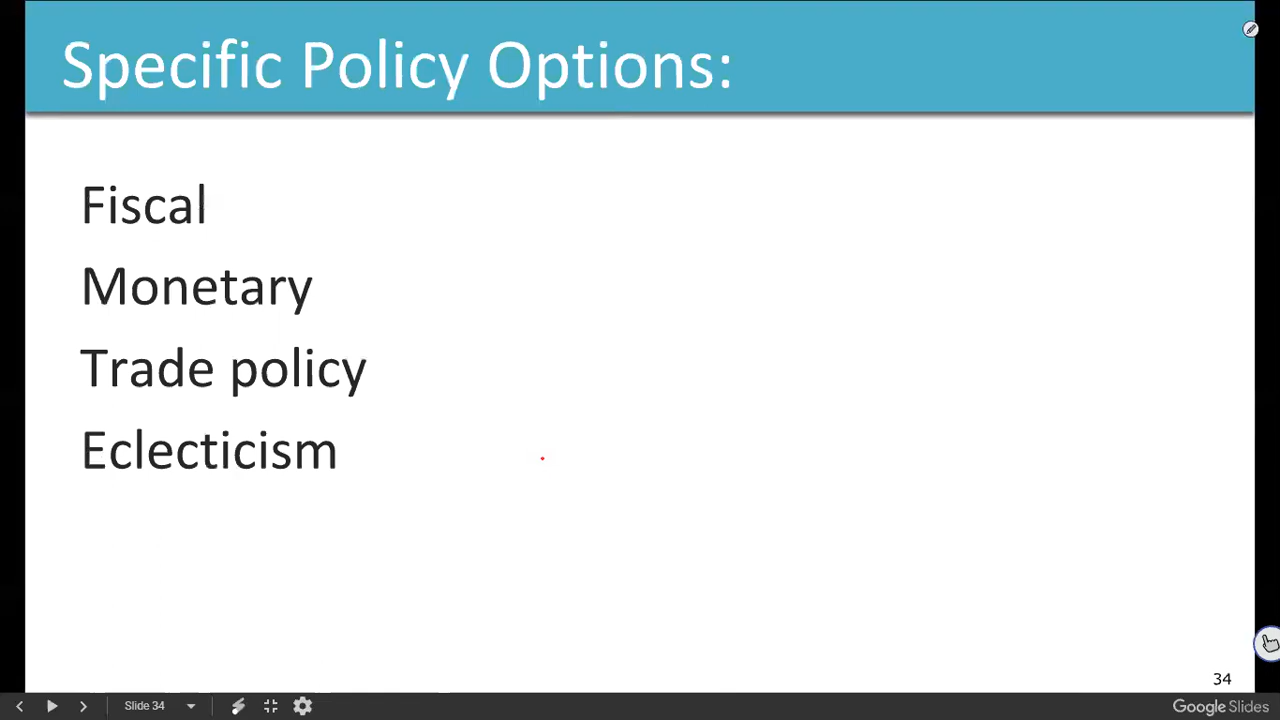 Specific Policy Options:
Fiscal
Monetary
Trade policy
Eclecticism
34
Slide 34
Google Slides